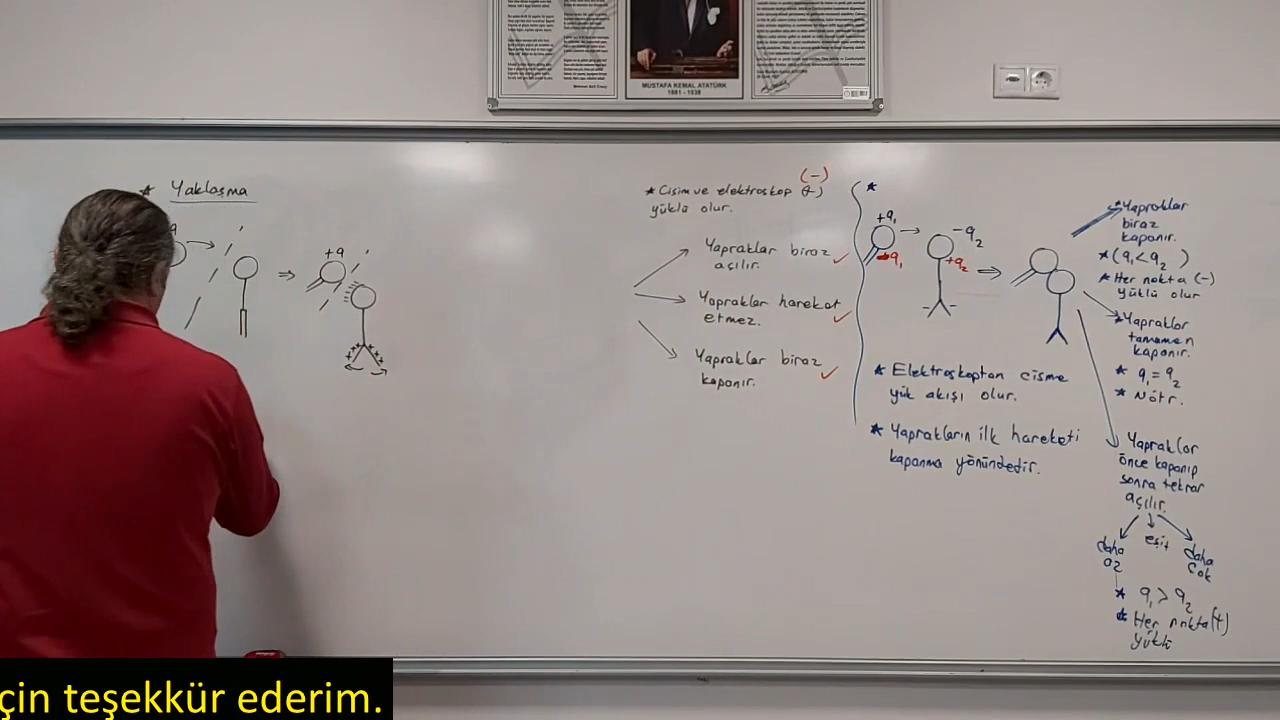 MUSTAFA KEMAL ATATÜRK
1881 - 1938
* Yaklaşma
+q
* Cisim ve elektroskop (+)
(-)
yüklü olur.
Yapraklar biraz
açılır.
Yapraklar hareket
etmez.
Yapraklar biraz
kapanır.
*
+q1
-q2
+q2
* Elektroskoptan cisme
yük akışı olur.
* Yaprakların ilk hareketi
kapanma yönündedir.
* Yapraklar
biraz
kapanır.
* (q1 < q2 )
* Her nokta (-)
yüklü olur
* Yapraklar
tamamen
kapanır.
* q1 = q2
* Nötr.
Yapraklar
önce kapanıp
sonra tekrar
açılır.
daha
az
eşit
daha
çok
* q1 > q2
* Her nokta (+)
yüklü
çin teşekkür ederim.